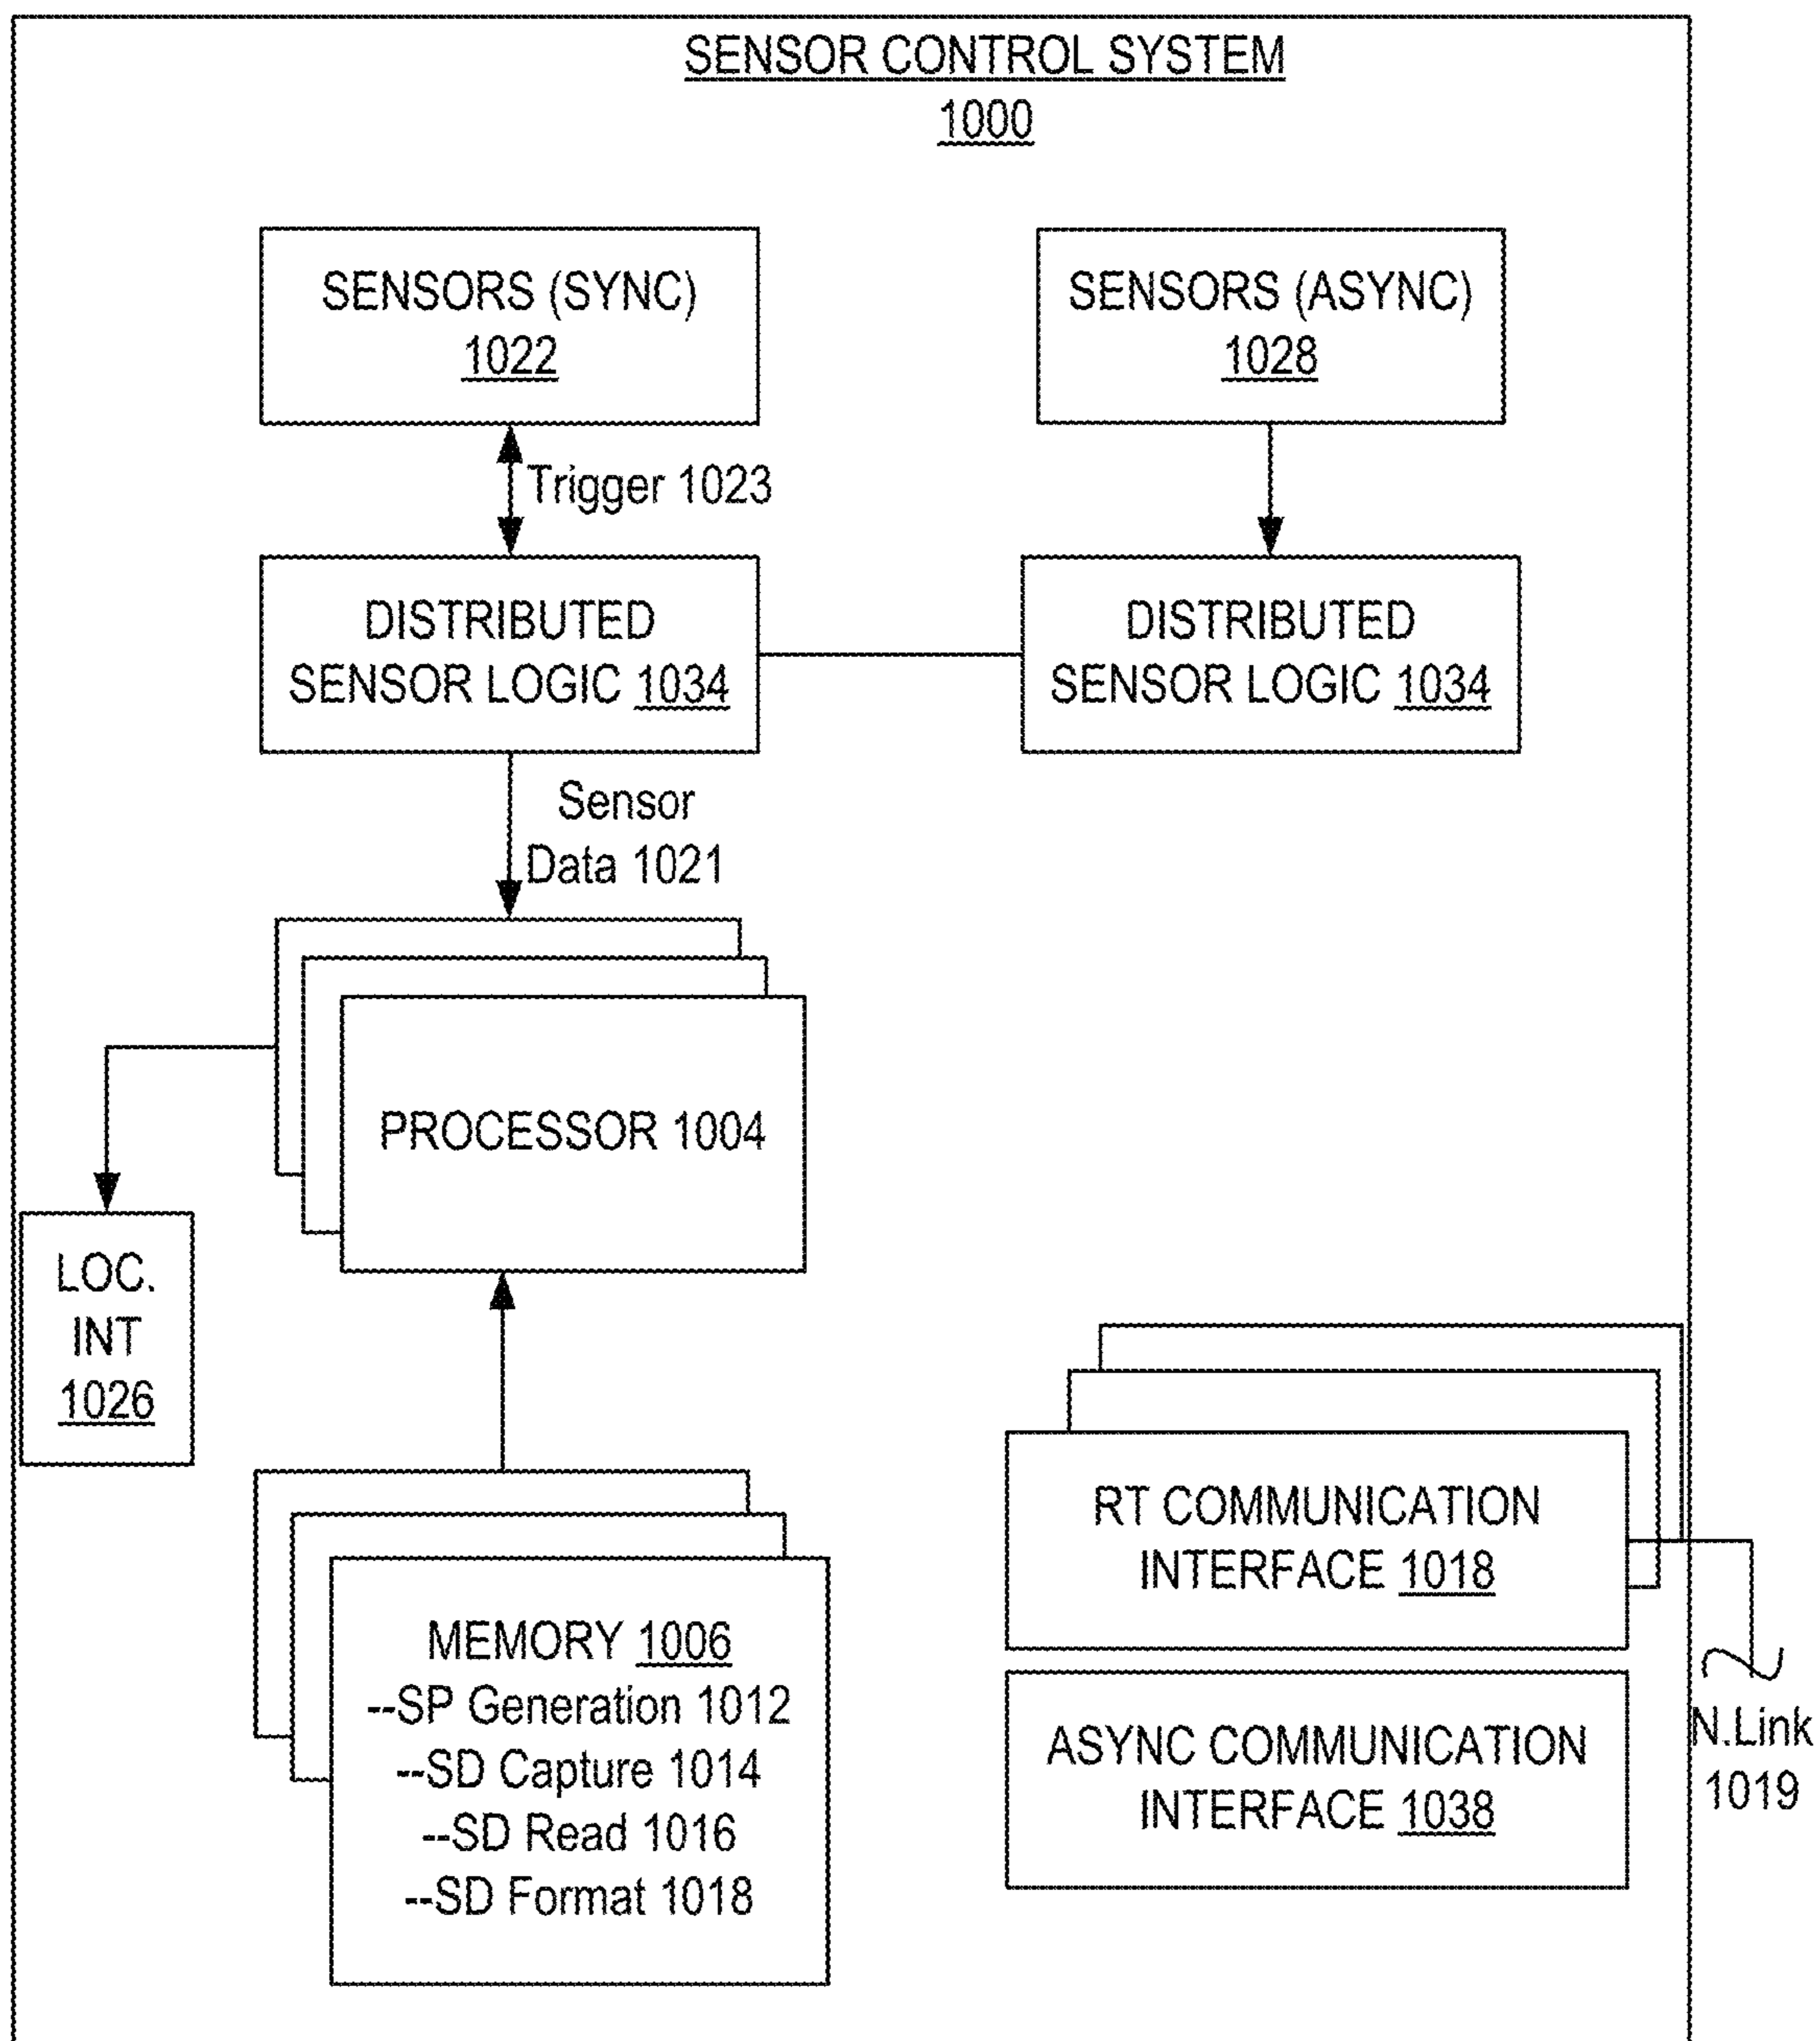 SENSOR CONTROL SYSTEM
1000
SENSORS (SYNC)
1022
SENSORS (ASYNC)
1028
Trigger 1023
DISTRIBUTED
SENSOR LOGIC 1034
DISTRIBUTED
SENSOR LOGIC 1034
Sensor
Data 1021
PROCESSOR 1004
LOC.
INT
1026
MEMORY 1006
--SP Generation 1012
--SD Capture 1014
--SD Read 1016
--SD Format 1018
RT COMMUNICATION
INTERFACE 1018
ASYNC COMMUNICATION
INTERFACE 1038
N.Link
1019